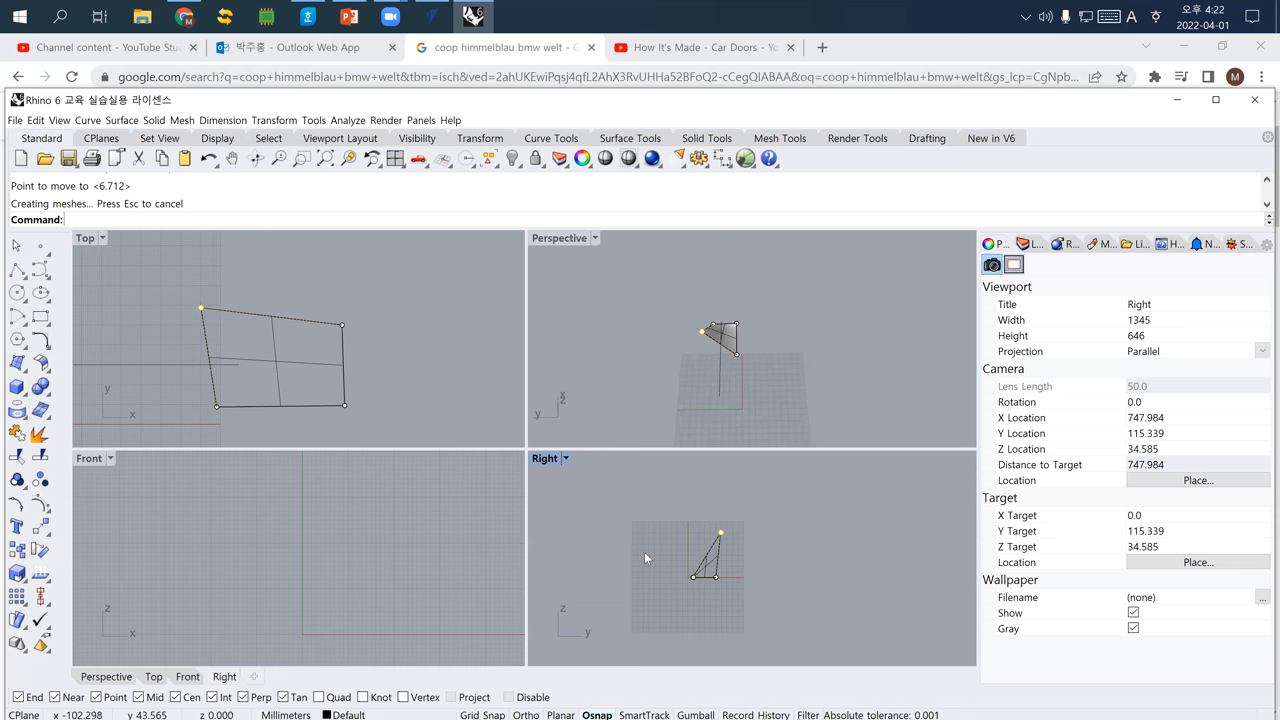 6
A
오후 4:22
2022-04-01
Channel content - YouTube Stu
박주홍 - Outlook Web App
coop himmelblau bmw welt - G
How It's Made - Car Doors - Yo
google.com/search?q=coop+himmelblau+bmw+welt&tbm=isch&ved=2ahUKEwiPqsj4qfL2AhX3RvUHHa52BFoQ2-cCegQIABAA&oq=coop+himmelblau+bmw+welt&gs_lcp=CgNpb...
M
Rhino 6 교육 실습실용 라이센스
File Edit View Curve Surface Solid Mesh Dimension Transform Tools Analyze Render Panels Help
Standard CPlanes Set View Display Select Viewport Layout Visibility Transform Curve Tools Surface Tools Solid Tools Mesh Tools Render Tools Drafting New in V6
Point to move to <6.712>
Creating meshes... Press Esc to cancel
Command:
Top
Perspective
P... L... R... M... Li... H... N... S...
Viewport
Title Right
Width 1345
Height 646
Projection Parallel
Camera
Lens Length 50.0
Rotation 0.0
X Location 747.984
Y Location 115.339
Z Location 34.585
Distance to Target 747.984
Location Place...
Target
X Target 0.0
Y Target 115.339
Z Target 34.585
Location Place...
Wallpaper
Filename (none) ...
Show
Gray
y
x
y
x
z
Front
Right
z
x
z
y
Perspective Top Front Right
End Near Point Mid Cen Int Perp Tan Quad Knot Vertex Project Disable
CPlane x -102.298 y 43.565 z 0.000 Millimeters Default Grid Snap Ortho Planar Osnap SmartTrack Gumball Record History Filter Absolute tolerance: 0.001